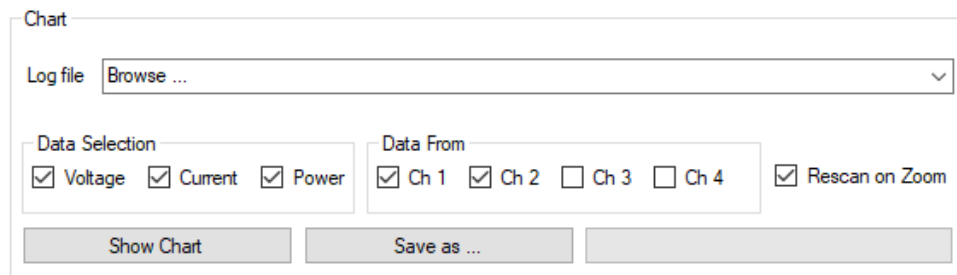 Chart
Log file Browse ...
Data Selection Data From
Voltage Current Power Ch 1 Ch 2 Ch 3 Ch 4 Rescan on Zoom
Show Chart Save as ...